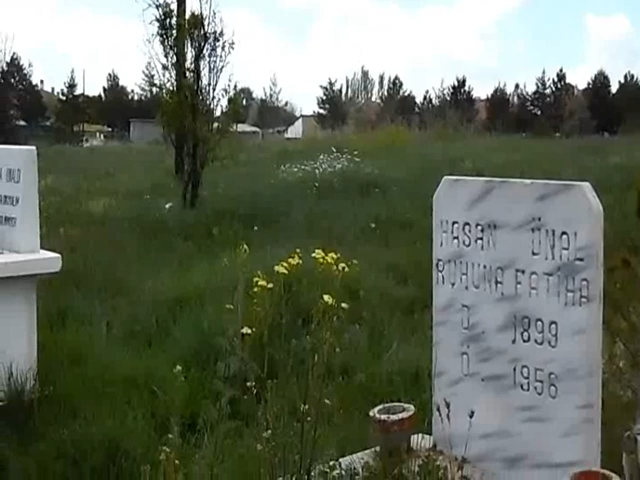 HASAN ÜNAL
RUHUNA FATİHA
D. 1899
Ö. 1956